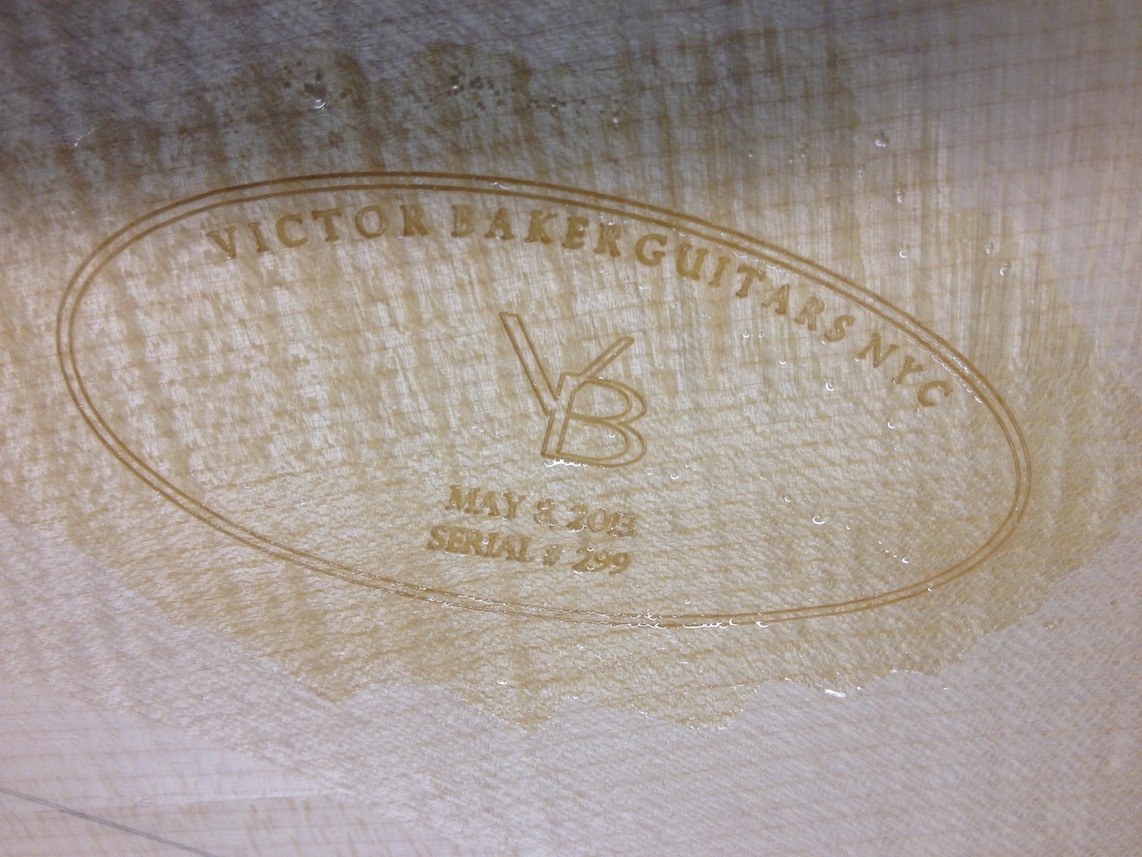 VICTOR BAKER GUITARS NYC
VB
MAY 8, 2013
SERIAL # 299